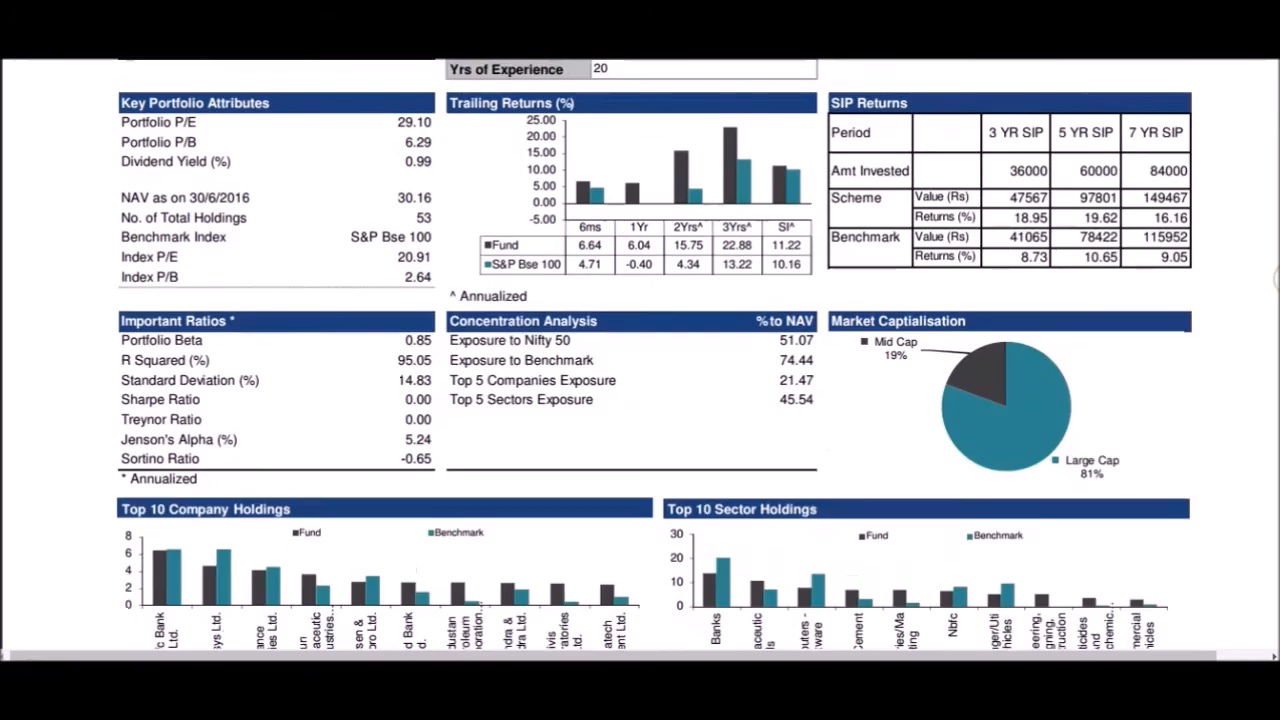 Yrs of Experience 20
Key Portfolio Attributes
Portfolio P/E 29.10
Portfolio P/B 6.29
Dividend Yield (%) 0.99
NAV as on 30/6/2016 30.16
No. of Total Holdings 53
Benchmark Index S&P Bse 100
Index P/E 20.91
Index P/B 2.64
Trailing Returns (%)
25.00
20.00
15.00
10.00
5.00
0.00
-5.00
6ms 1Yr 2Yrs^ 3Yrs^ SI^
Fund 6.64 6.04 15.75 22.88 11.22
S&P Bse 100 4.71 -0.40 4.34 13.22 10.16
^ Annualized
SIP Returns
Period 3 YR SIP 5 YR SIP 7 YR SIP
Amt Invested 36000 60000 84000
Scheme Value (Rs) 47567 97801 149467
Returns (%) 18.95 19.62 16.16
Benchmark Value (Rs) 41065 78422 115952
Returns (%) 8.73 10.65 9.05
Important Ratios *
Portfolio Beta 0.85
R Squared (%) 95.05
Standard Deviation (%) 14.83
Sharpe Ratio 0.00
Treynor Ratio 0.00
Jenson's Alpha (%) 5.24
Sortino Ratio -0.65
* Annualized
Concentration Analysis % to NAV
Exposure to Nifty 50 51.07
Exposure to Benchmark 74.44
Top 5 Companies Exposure 21.47
Top 5 Sectors Exposure 45.54
Market Captialisation
Mid Cap
19%
Large Cap
81%
Top 10 Company Holdings
Fund Benchmark
8
6
4
2
0
Bank
Ltd.
Ltd.
Ltd.
Ltd.
Bank
Ltd.
Ltd.
Top 10 Sector Holdings
Fund Benchmark
30
20
10
0
Banks
Cement
Nbfc